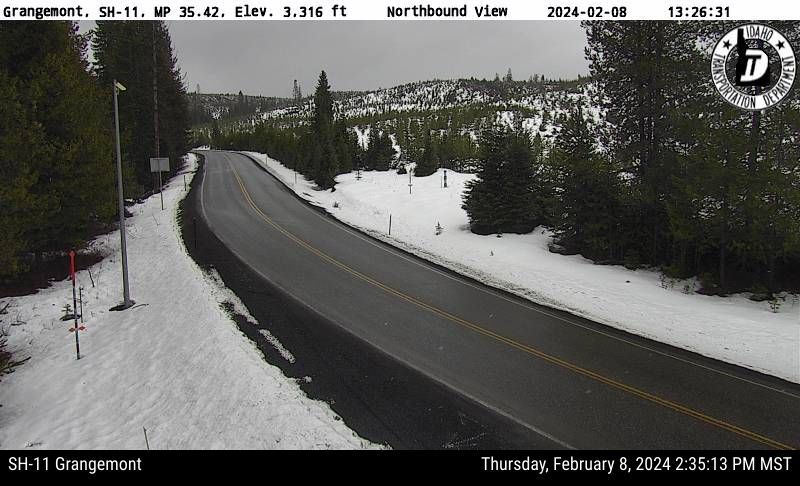 Grangemont, SH-11, MP 35.42, Elev. 3,316 ft Northbound View 2024-02-08 13:26:31
IDAHO
TRANSPORTATION DEPARTMENT
SH-11 Grangemont Thursday, February 8, 2024 2:35:13 PM MST